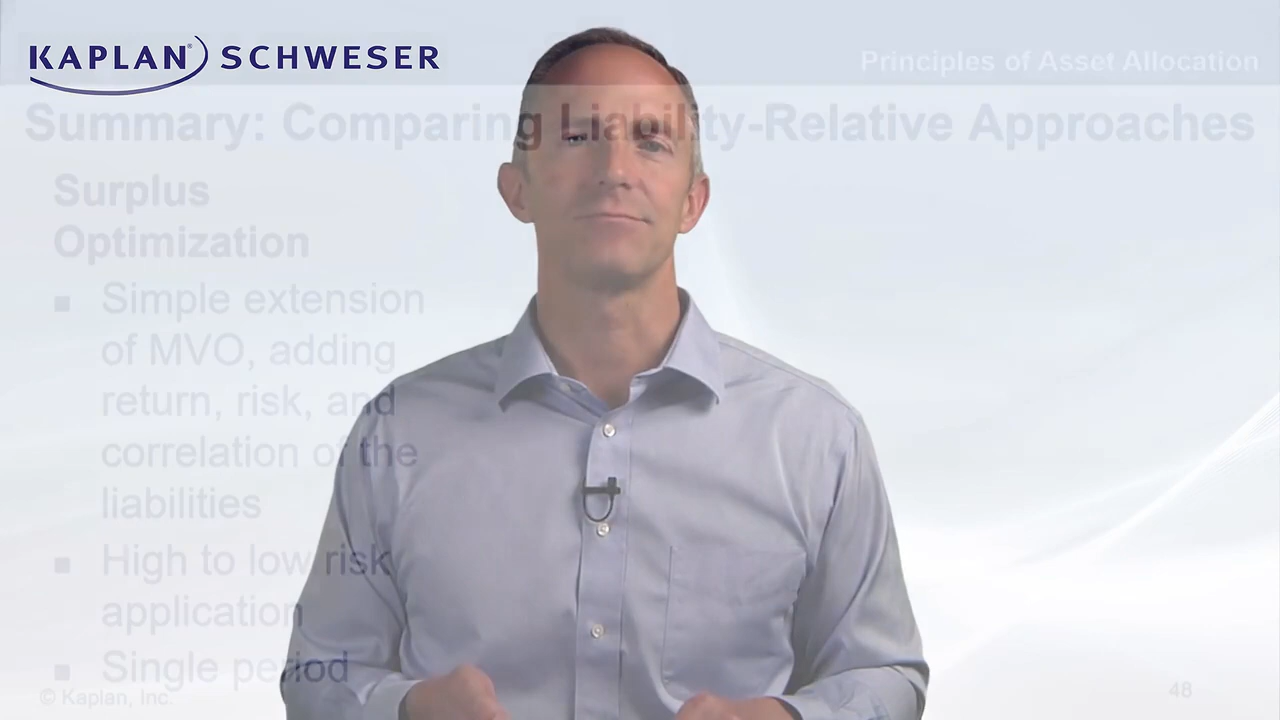 KAPLAN® SCHWESER
Principles of Asset Allocation
Summary: Comparing Liability-Relative Approaches
Surplus
Optimization
▪ Simple extension
of MVO, adding
return, risk, and
correlation of the
liabilities
▪ High to low risk
application
▪ Single period
© Kaplan, Inc.
48